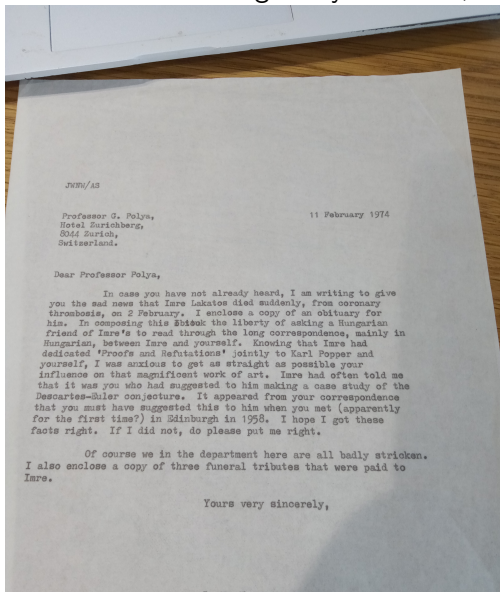 JWNW/AS
Professor G. Polya,
Hotel Zurichberg,
8044 Zurich,
Switzerland.
11 February 1974
Dear Professor Polya,
In case you have not already heard, I am writing to give
you the sad news that Imre Lakatos died suddenly, from coronary
thrombosis, on 2 February. I enclose a copy of an obituary for
him. In composing this I took the liberty of asking a Hungarian
friend of Imre's to read through the long correspondence, mainly in
Hungarian, between Imre and yourself. Knowing that Imre had
dedicated 'Proofs and Refutations' jointly to Karl Popper and
yourself, I was anxious to get as straight as possible your
influence on that magnificent work of art. Imre had often told me
that it was you who had suggested to him making a case study of the
Descartes-Euler conjecture. It appeared from your correspondence
that you must have suggested this to him when you met (apparently
for the first time?) in Edinburgh in 1958. I hope I got these
facts right. If I did not, do please put me right.
Of course we in the department here are all badly stricken.
I also enclose a copy of three funeral tributes that were paid to
Imre.
Yours very sincerely,